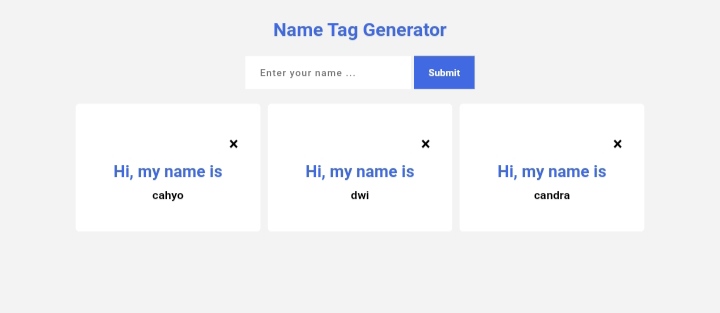 Name Tag Generator
Enter your name ...
Submit
×
Hi, my name is
cahyo
×
Hi, my name is
dwi
×
Hi, my name is
candra